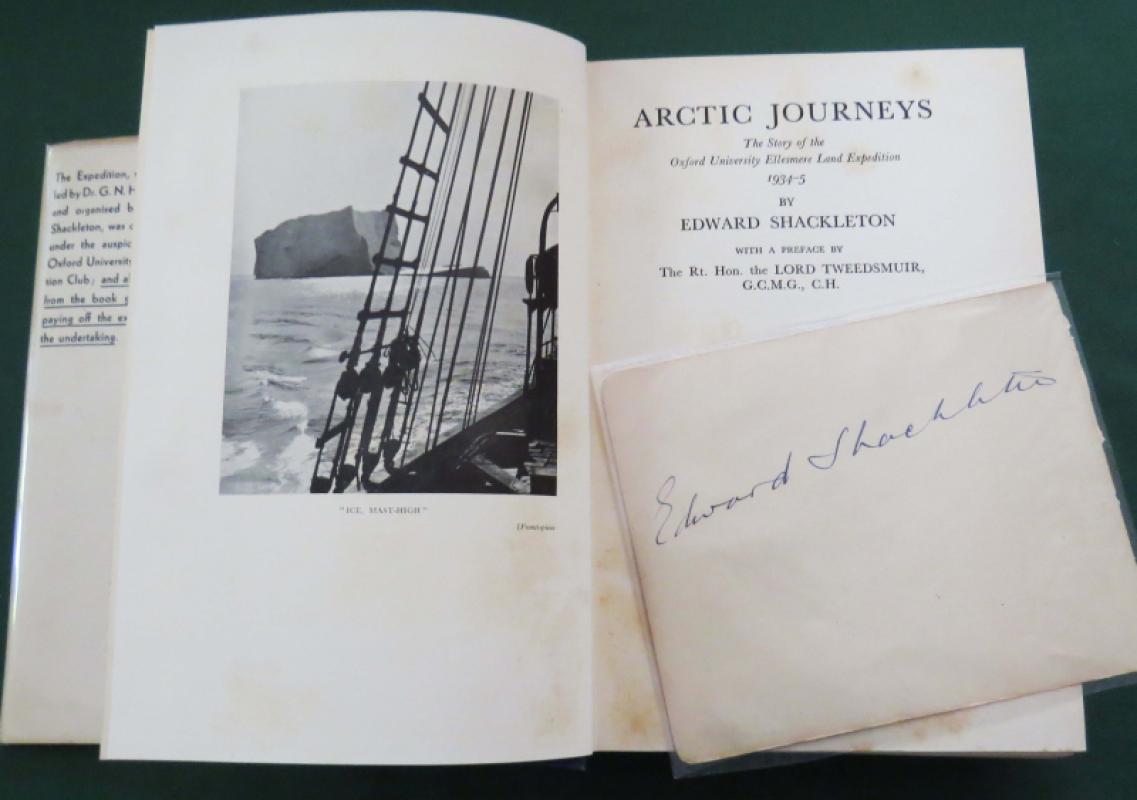 The Expedition,
led by Dr. G. N. H
and organised b
Shackleton, was
under the auspic
Oxford University
tion Club; and al
from the book
paying off the ex
the undertaking.
"ICE, MAST-HIGH"
[Frontispiece
ARCTIC JOURNEYS
The Story of the
Oxford University Ellesmere Land Expedition
1934-5
BY
EDWARD SHACKLETON
WITH A PREFACE BY
The Rt. Hon. the LORD TWEEDSMUIR,
G.C.M.G., C.H.
Edward Shackleton